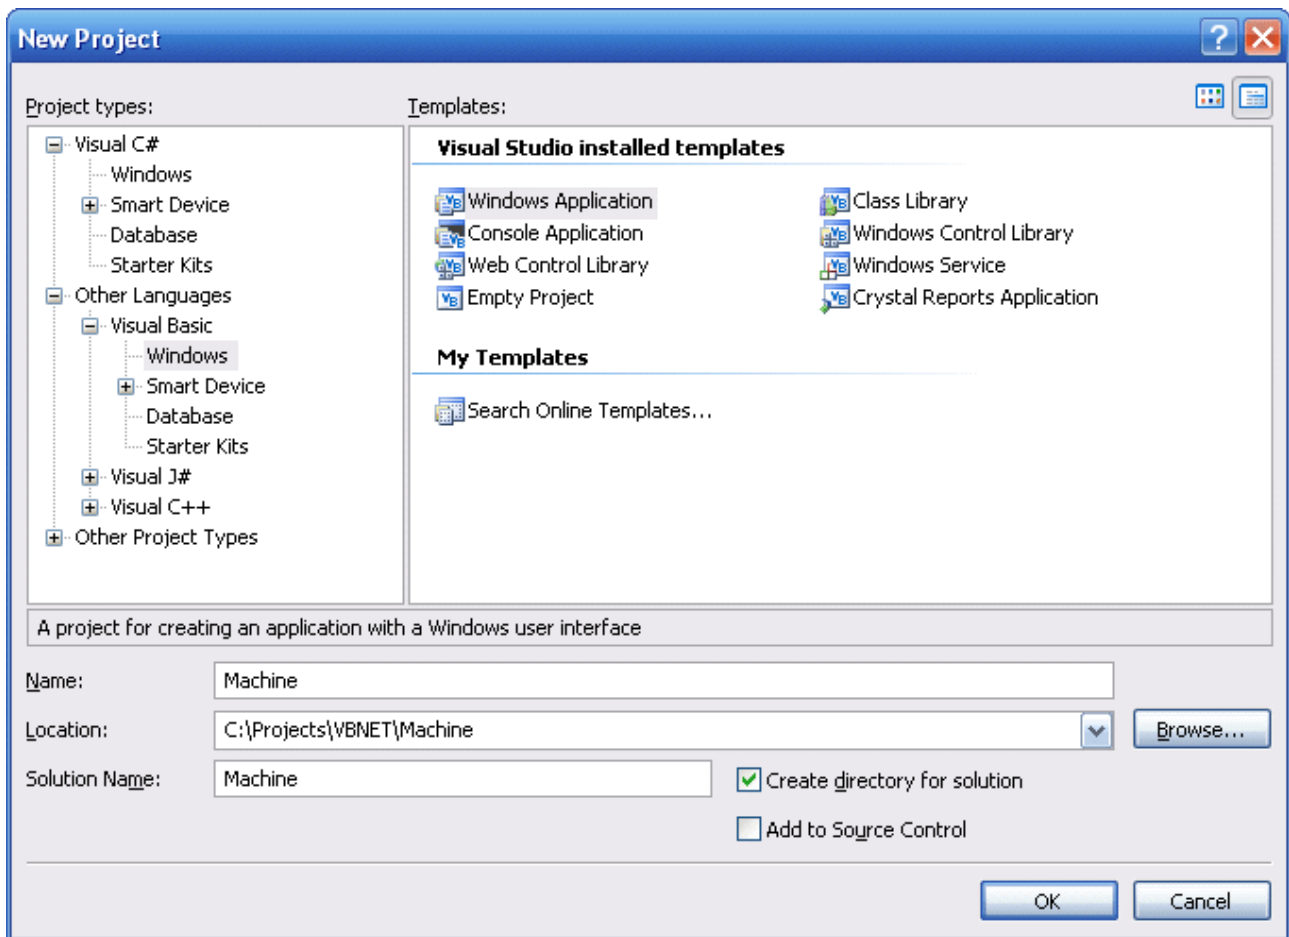 New Project
Project types:
Templates:
Visual C#
Windows
Smart Device
Database
Starter Kits
Other Languages
Visual Basic
Windows
Smart Device
Database
Starter Kits
Visual J#
Visual C++
Other Project Types
Visual Studio installed templates
Windows Application
Class Library
Console Application
Windows Control Library
Web Control Library
Windows Service
Empty Project
Crystal Reports Application
My Templates
Search Online Templates...
A project for creating an application with a Windows user interface
Name: Machine
Location: C:\Projects\VBNET\Machine Browse...
Solution Name: Machine
Create directory for solution
Add to Source Control
OK Cancel